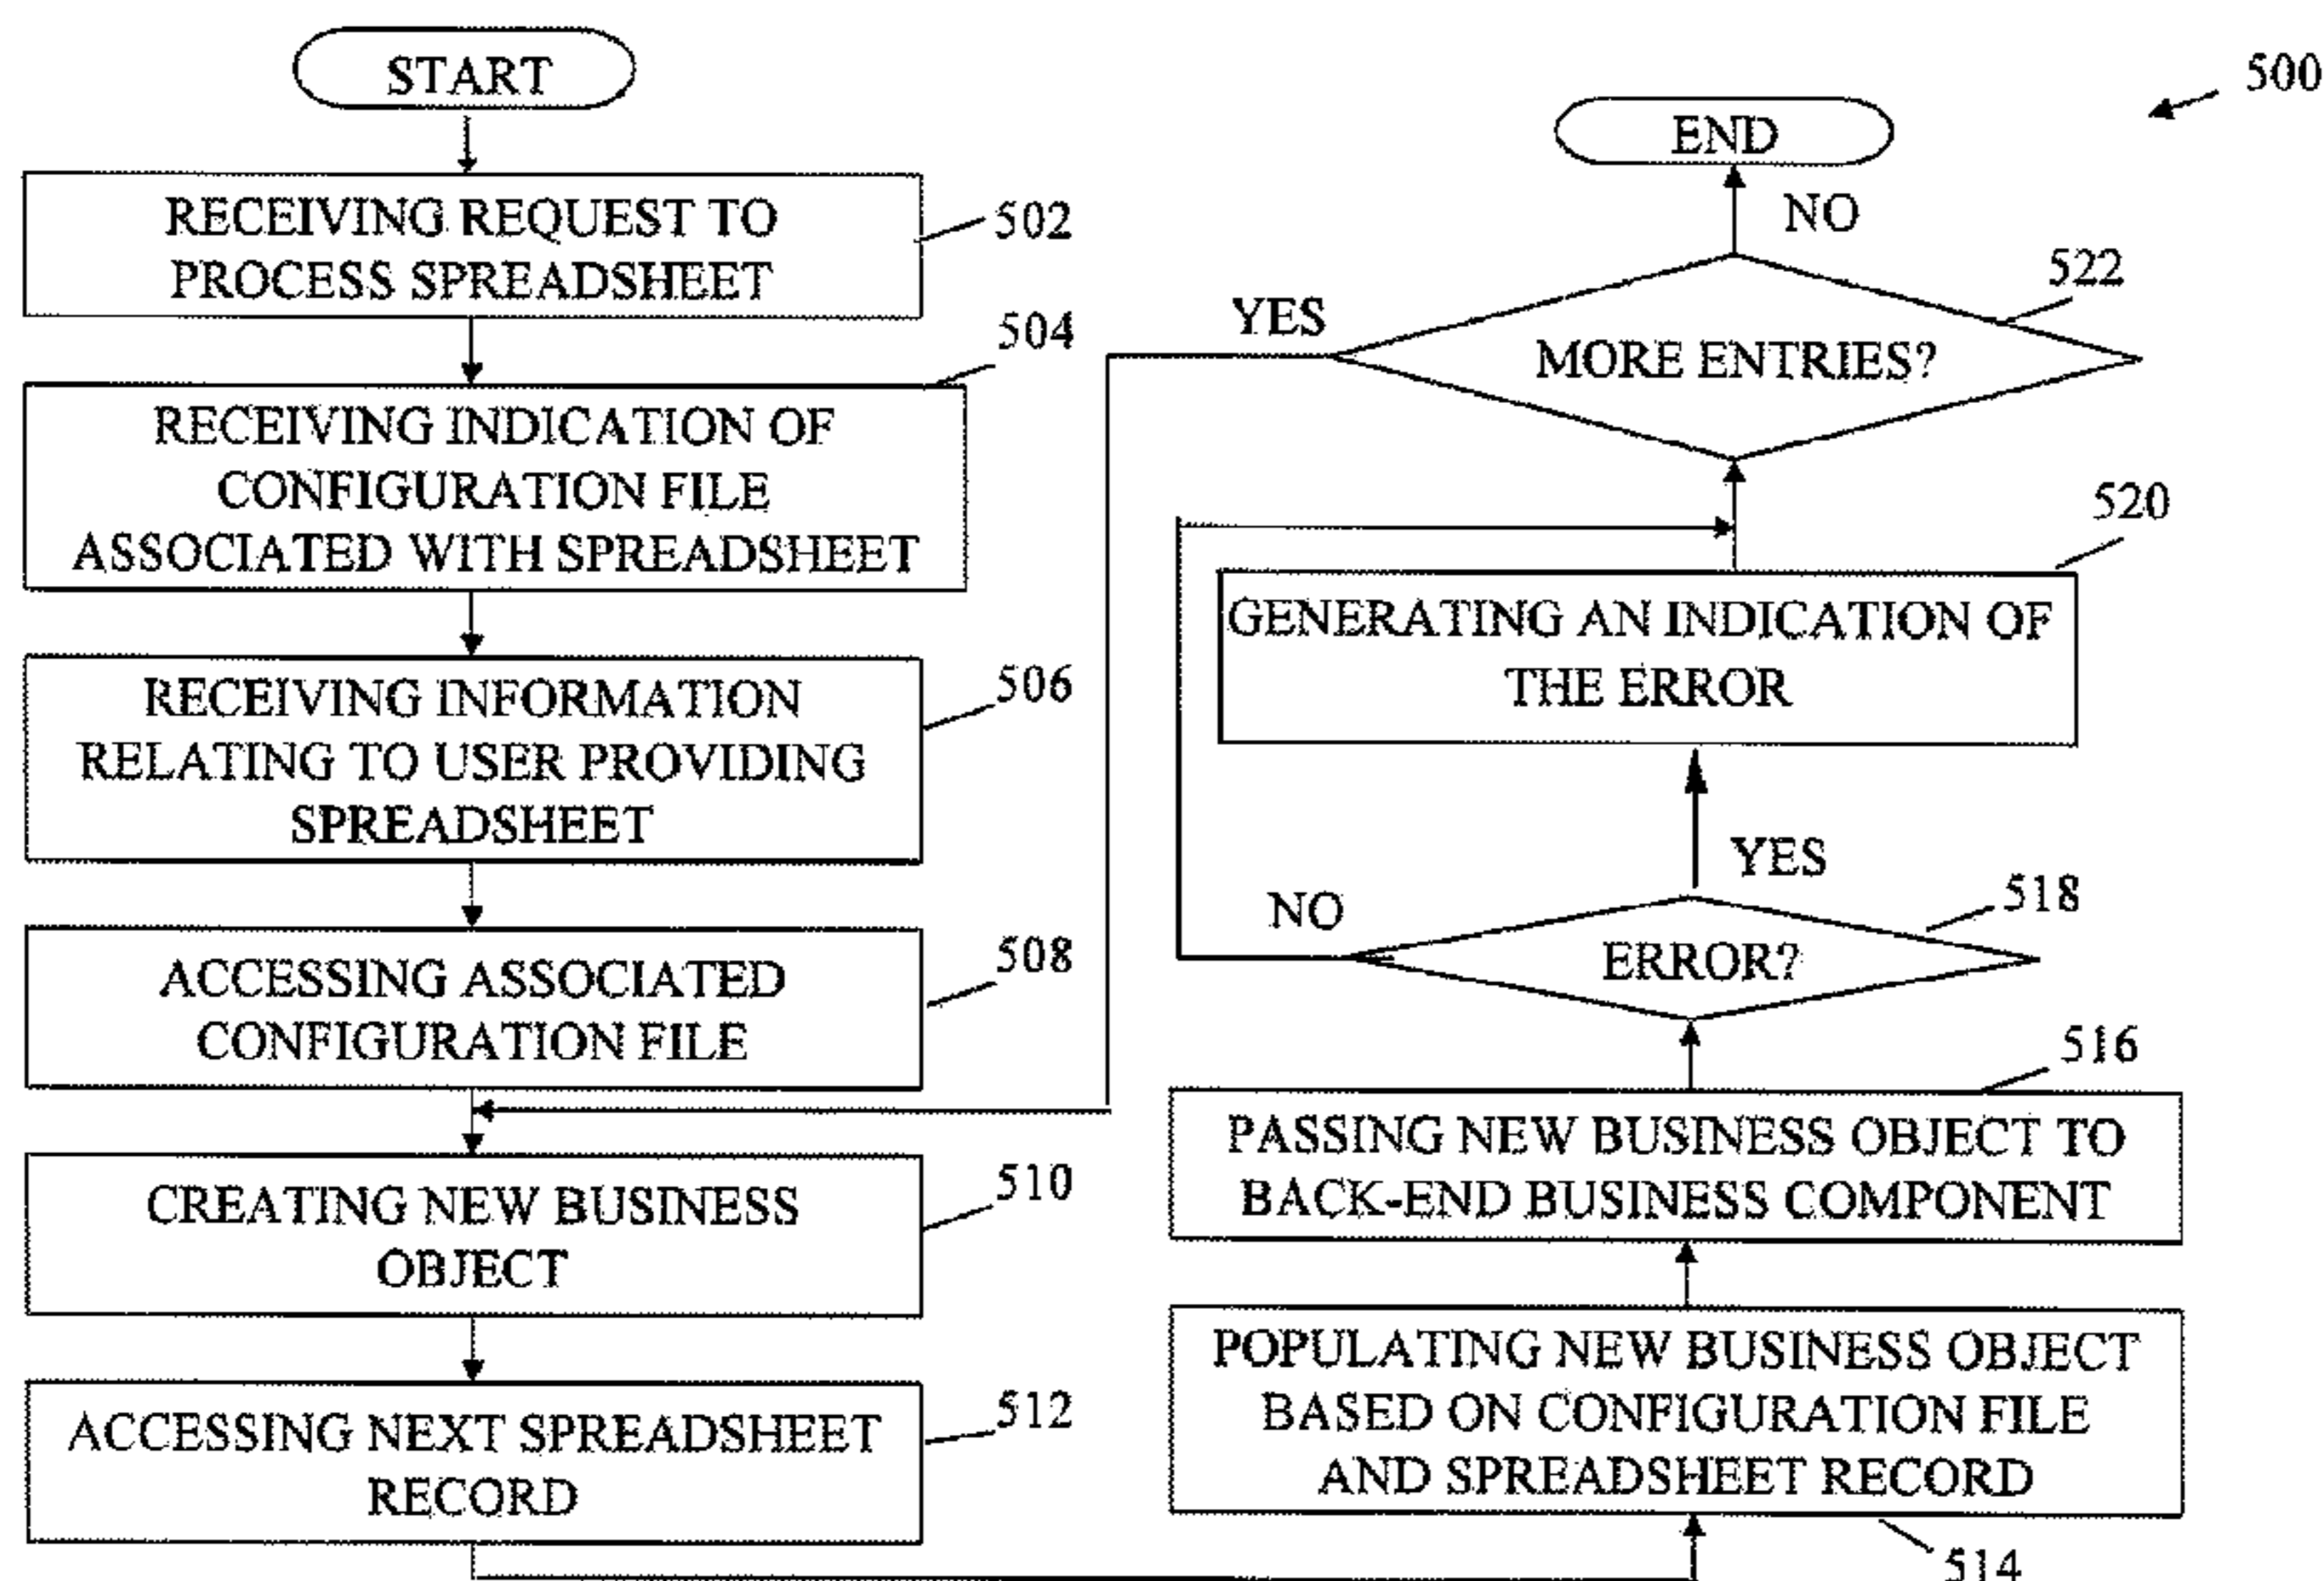 START
RECEIVING REQUEST TO
PROCESS SPREADSHEET
502
504
RECEIVING INDICATION OF
CONFIGURATION FILE
ASSOCIATED WITH SPREADSHEET
RECEIVING INFORMATION
RELATING TO USER PROVIDING
SPREADSHEET
506
ACCESSING ASSOCIATED
CONFIGURATION FILE
508
CREATING NEW BUSINESS
OBJECT
510
ACCESSING NEXT SPREADSHEET
RECORD
512
500
END
NO
522
YES
MORE ENTRIES?
520
GENERATING AN INDICATION OF
THE ERROR
YES
NO
518
ERROR?
516
PASSING NEW BUSINESS OBJECT TO
BACK-END BUSINESS COMPONENT
POPULATING NEW BUSINESS OBJECT
BASED ON CONFIGURATION FILE
AND SPREADSHEET RECORD
514